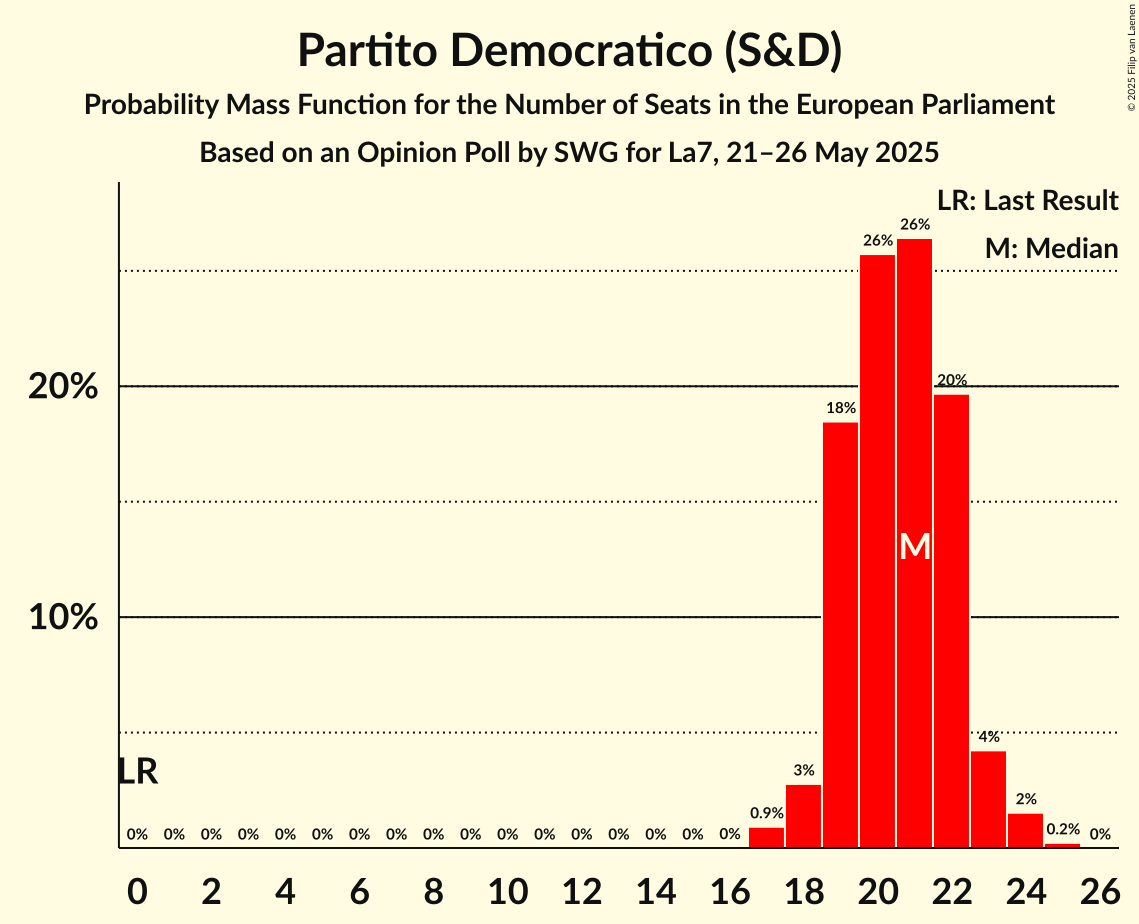 Partito Democratico (S&D)
Probability Mass Function for the Number of Seats in the European Parliament
Based on an Opinion Poll by SWG for La7, 21–26 May 2025
© 2025 Filip van Laenen
LR: Last Result
M: Median
20%
10%
LR
M
0% 0% 0% 0% 0% 0% 0% 0% 0% 0% 0% 0% 0% 0% 0% 0% 0% 0.9% 3% 18% 26% 26% 20% 4% 2% 0.2% 0%
0 2 4 6 8 10 12 14 16 18 20 22 24 26